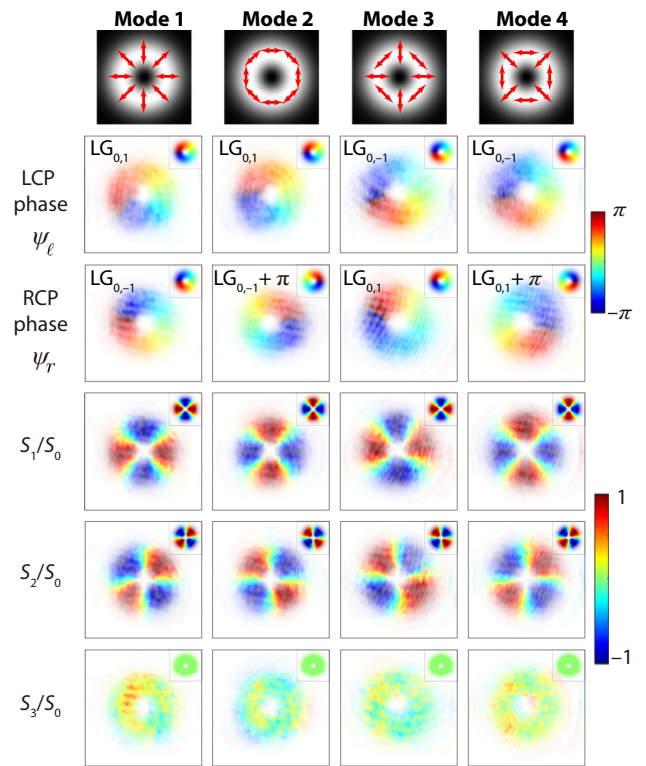 Mode 1 Mode 2 Mode 3 Mode 4
LCP phase ψℓ
LG0,1 LG0,1 LG0,-1 LG0,-1
π
−π
RCP phase ψr
LG0,-1 LG0,-1 + π LG0,1 LG0,1 + π
S1/S0
1
−1
S2/S0
S3/S0